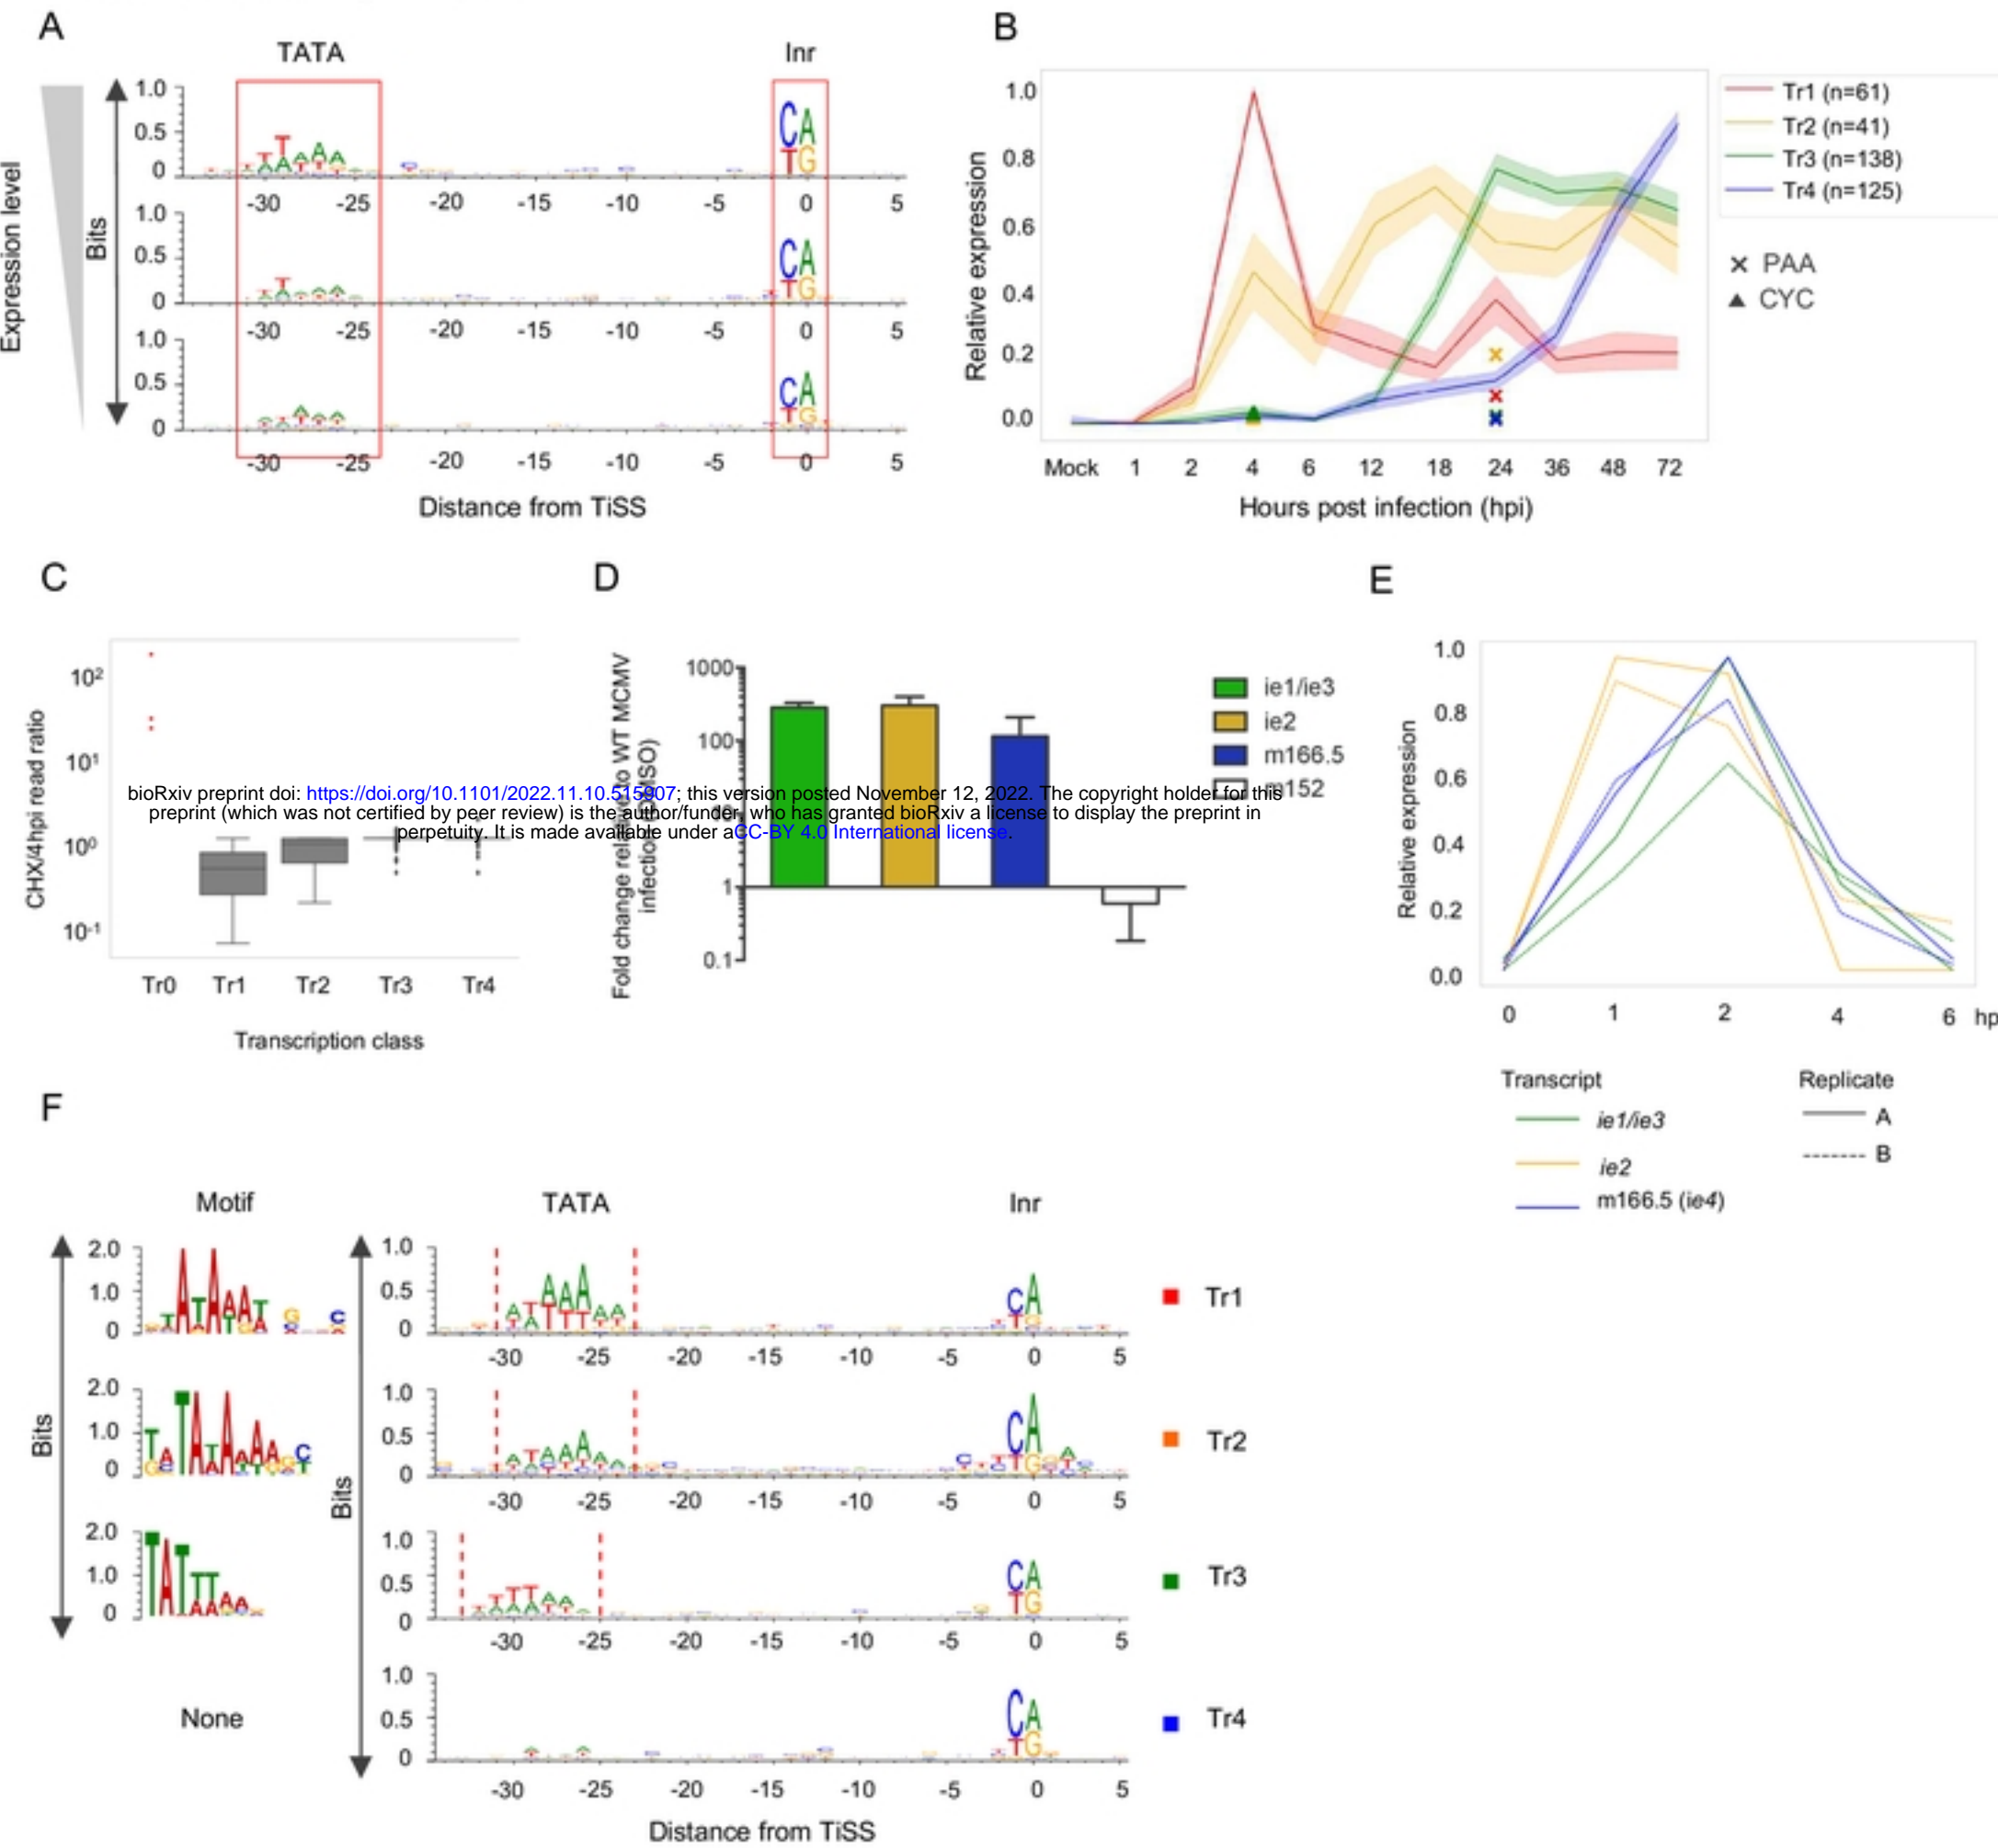 A
TATA
Inr
Expression level
Bits
1.0
0.5
0
-30
-25
-20
-15
-10
-5
0
5
1.0
0.5
0
-30
-25
-20
-15
-10
-5
0
5
1.0
0.5
0
-30
-25
-20
-15
-10
-5
0
5
Distance from TiSS
B
Relative expression
1.0
0.8
0.6
0.4
0.2
0.0
Mock 1 2 4 6 12 18 24 36 48 72
Hours post infection (hpi)
Tr1 (n=61)
Tr2 (n=41)
Tr3 (n=138)
Tr4 (n=125)
PAA
CYC
C
CHX/4hpi read ratio
10²
10¹
10⁰
10⁻¹
Tr0 Tr1 Tr2 Tr3 Tr4
Transcription class
D
Fold change relative to WT MCMV
infection (DMSO)
1000
100
10
1
0.1
ie1/ie3
ie2
m166.5
m152
bioRxiv preprint doi: https://doi.org/10.1101/2022.11.10.515907; this version posted November 12, 2022. The copyright holder for this
preprint (which was not certified by peer review) is the author/funder, who has granted bioRxiv a license to display the preprint in
perpetuity. It is made available under aCC-BY 4.0 International license.
E
Relative expression
1.0
0.8
0.6
0.4
0.2
0.0
0 1 2 4 6 hp
Transcript
ie1/ie3
ie2
m166.5 (ie4)
Replicate
A
B
F
Motif
TATA
Inr
Bits
Bits
2.0
1.0
0
1.0
0.5
0
-30 -25 -20 -15 -10 -5 0 5
Tr1
2.0
1.0
0
1.0
0.5
0
-30 -25 -20 -15 -10 -5 0 5
Tr2
2.0
1.0
0
1.0
0.5
0
-30 -25 -20 -15 -10 -5 0 5
Tr3
None
1.0
0.5
0
-30 -25 -20 -15 -10 -5 0 5
Tr4
Distance from TiSS